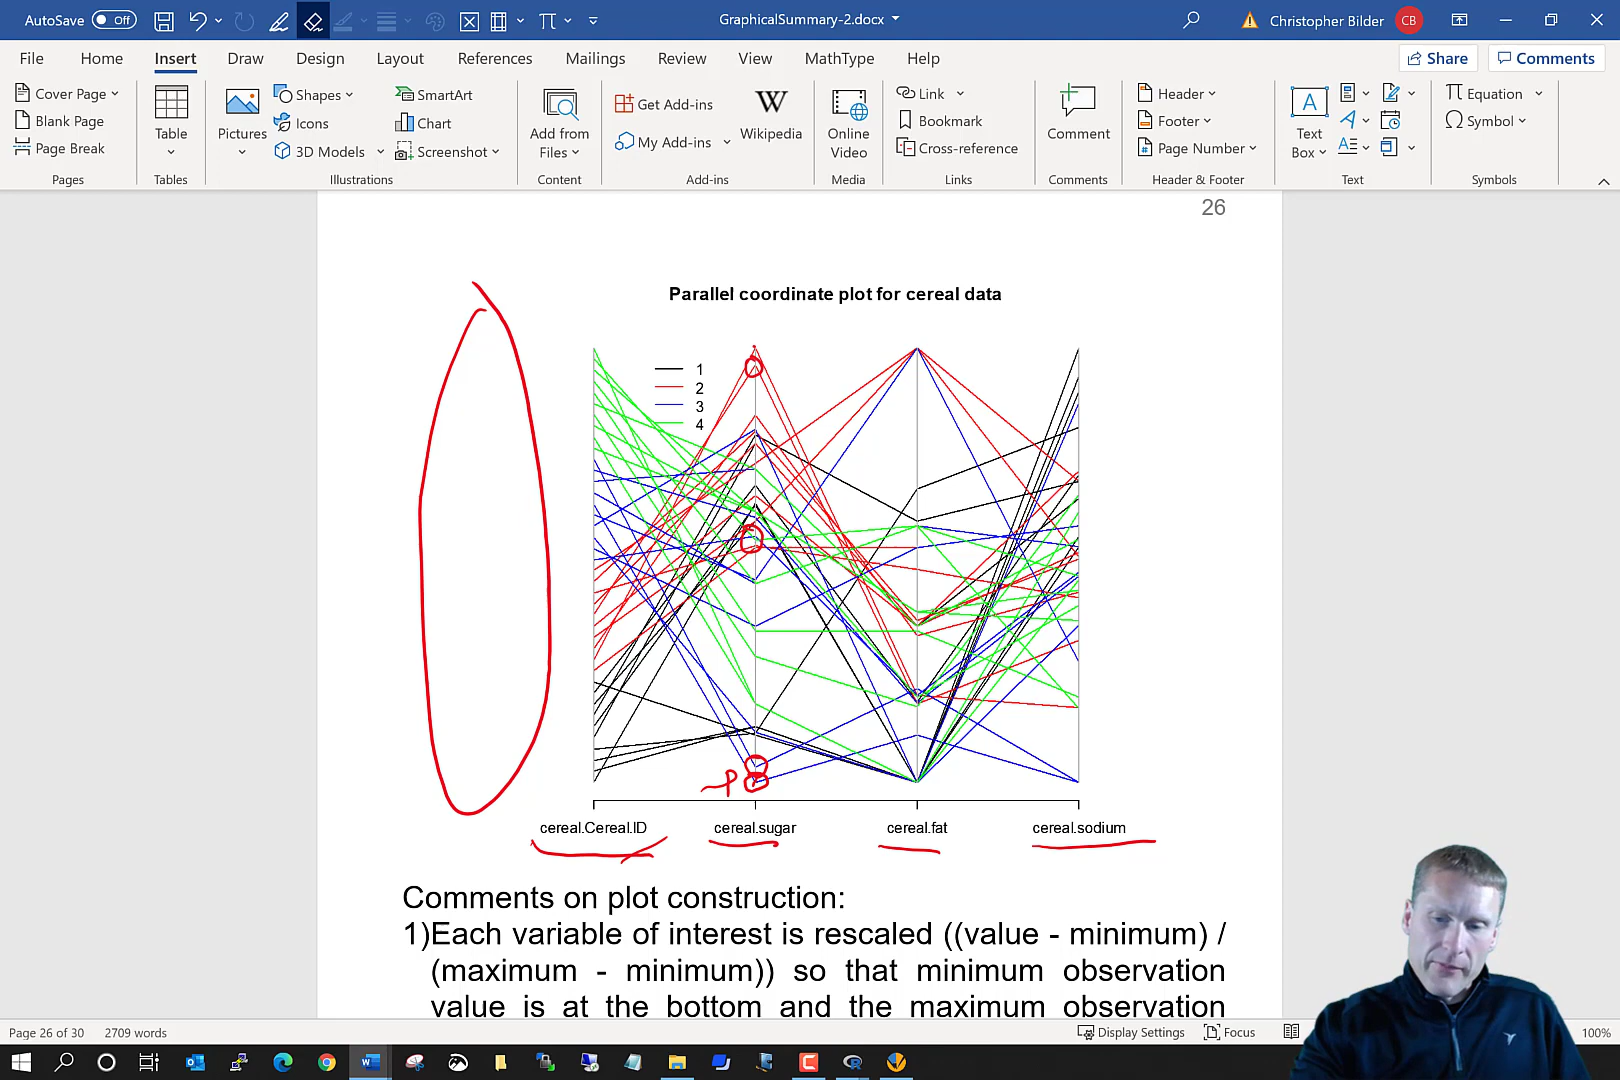 AutoSave Off GraphicalSummary-2.docx Christopher Bilder CB
File Home Insert Draw Design Layout References Mailings Review View MathType Help Share Comments
Cover Page
Blank Page
Page Break
Pages
Table
Tables
Pictures
Shapes
Icons
3D Models
SmartArt
Chart
Screenshot
Illustrations
Add from
Files
Content
Get Add-ins
My Add-ins
W
Wikipedia
Add-ins
Online
Video
Media
Link
Bookmark
Cross-reference
Links
Comment
Comments
Header
Footer
Page Number
Header & Footer
A
Text
Box
Text
Equation
Symbol
Symbols
26
Parallel coordinate plot for cereal data
1
2
3
4
cereal.Cereal.ID cereal.sugar cereal.fat cereal.sodium
Comments on plot construction:
1)Each variable of interest is rescaled ((value - minimum) /
(maximum - minimum)) so that minimum observation
value is at the bottom and the maximum observation
Page 26 of 30 2709 words Display Settings Focus 100%